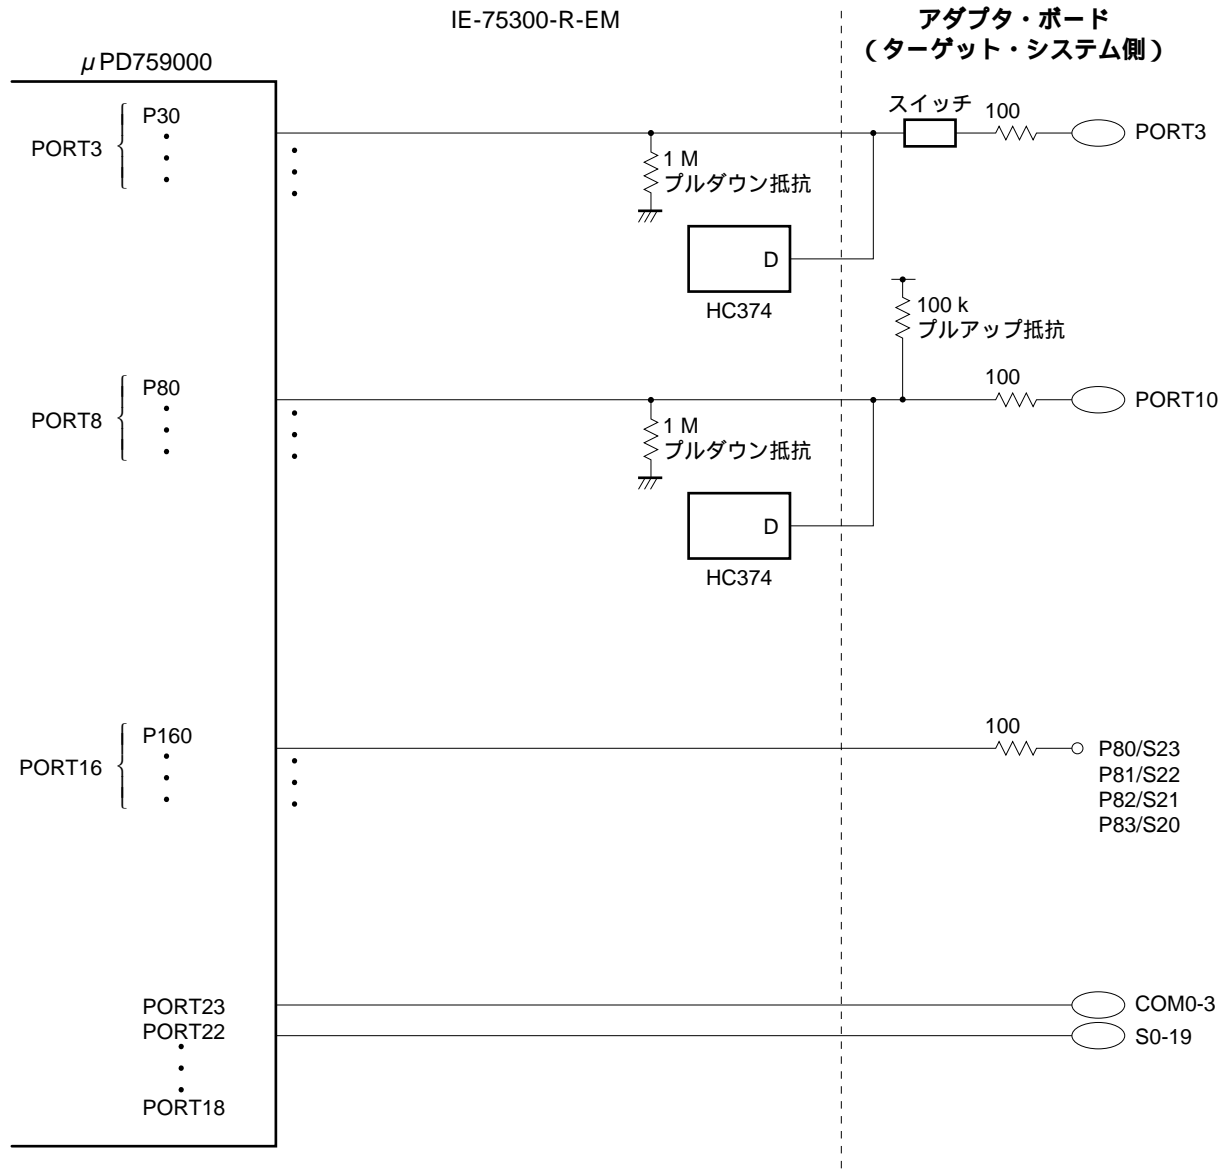 IE-75300-R-EM
アダプタ・ボード
（ターゲット・システム側）
μPD759000
PORT3
P30
スイッチ
100
PORT3
1 M
プルダウン抵抗
D
HC374
100 k
プルアップ抵抗
PORT8
P80
100
PORT10
1 M
プルダウン抵抗
D
HC374
PORT16
P160
100
P80/S23
P81/S22
P82/S21
P83/S20
PORT23
COM0-3
PORT22
S0-19
PORT18